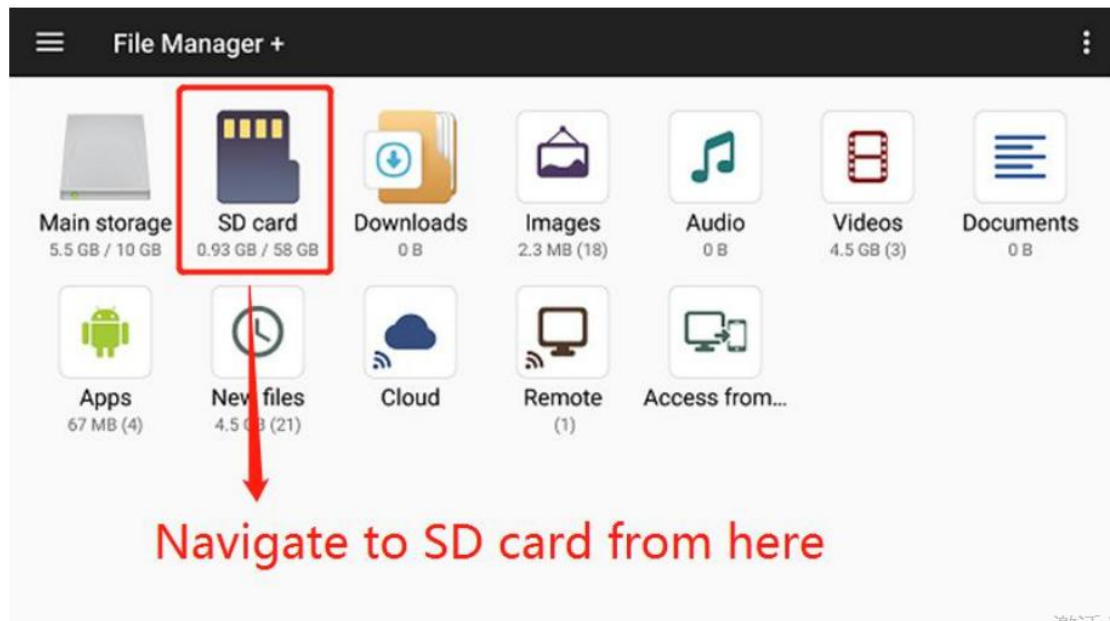 File Manager +
Main storage
5.5 GB / 10 GB
SD card
0.93 GB / 58 GB
Downloads
0 B
Images
2.3 MB (18)
Audio
0 B
Videos
4.5 GB (3)
Documents
0 B
Apps
67 MB (4)
New files
4.5 GB (21)
Cloud
Remote
(1)
Access from...
Navigate to SD card from here